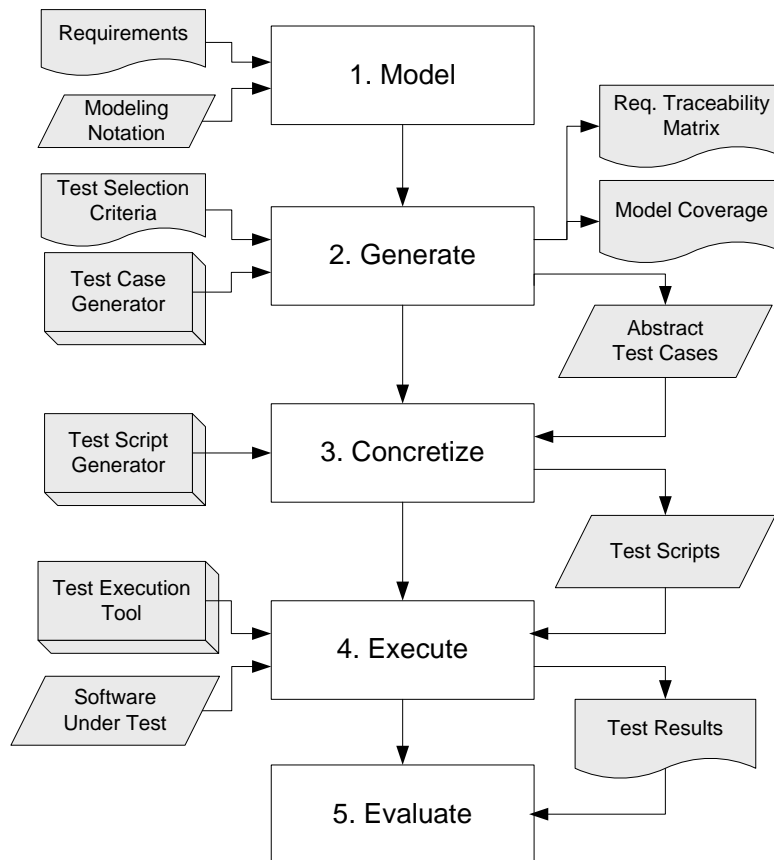 Requirements
1. Model
Modeling
Notation
Req. Traceability
Matrix
Test Selection
Criteria
Model Coverage
2. Generate
Test Case
Generator
Abstract
Test Cases
Test Script
Generator
3. Concretize
Test Scripts
Test Execution
Tool
4. Execute
Software
Under Test
Test Results
5. Evaluate